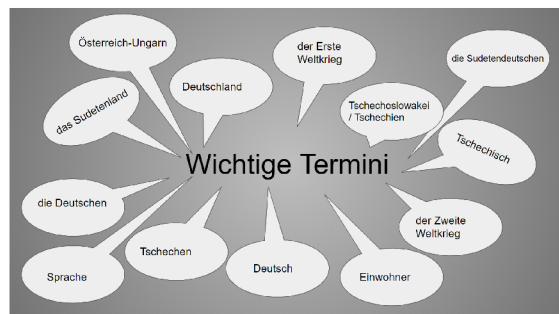 Österreich-Ungarn
der Erste
Weltkrieg
die Sudetendeutschen
Deutschland
das Sudetenland
Tschechoslowakei
/ Tschechien
Tschechisch
Wichtige Termini
die Deutschen
der Zweite
Weltkrieg
Tschechen
Sprache
Deutsch
Einwohner